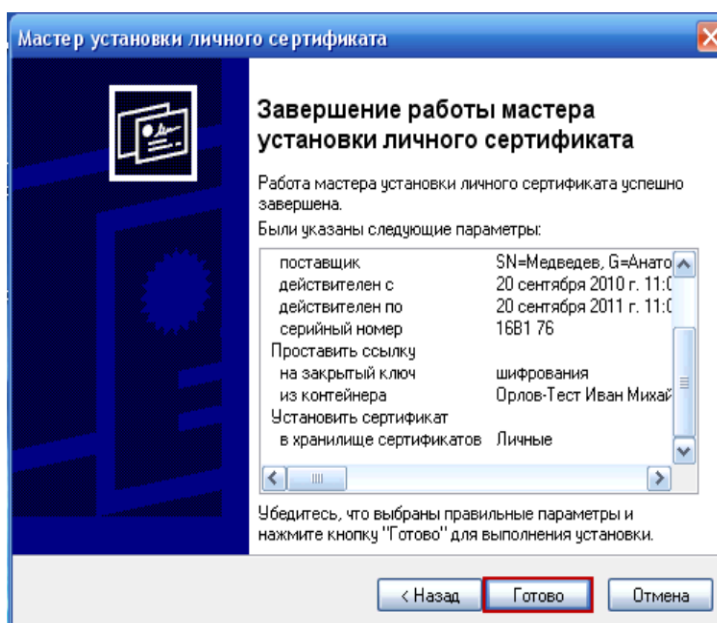 Мастер установки личного сертификата
Завершение работы мастера
установки личного сертификата
Работа мастера установки личного сертификата успешно
завершена.
Были указаны следующие параметры:
поставщик SN=Медведев, G=Анато
действителен с 20 сентября 2010 г. 11:0
действителен по 20 сентября 2011 г. 11:0
серийный номер 16B1 76
Проставить ссылку
на закрытый ключ шифрования
из контейнера Орлов-Тест Иван Михай
Установить сертификат
в хранилище сертификатов Личные
Убедитесь, что выбраны правильные параметры и
нажмите кнопку "Готово" для выполнения установки.
< Назад Готово Отмена